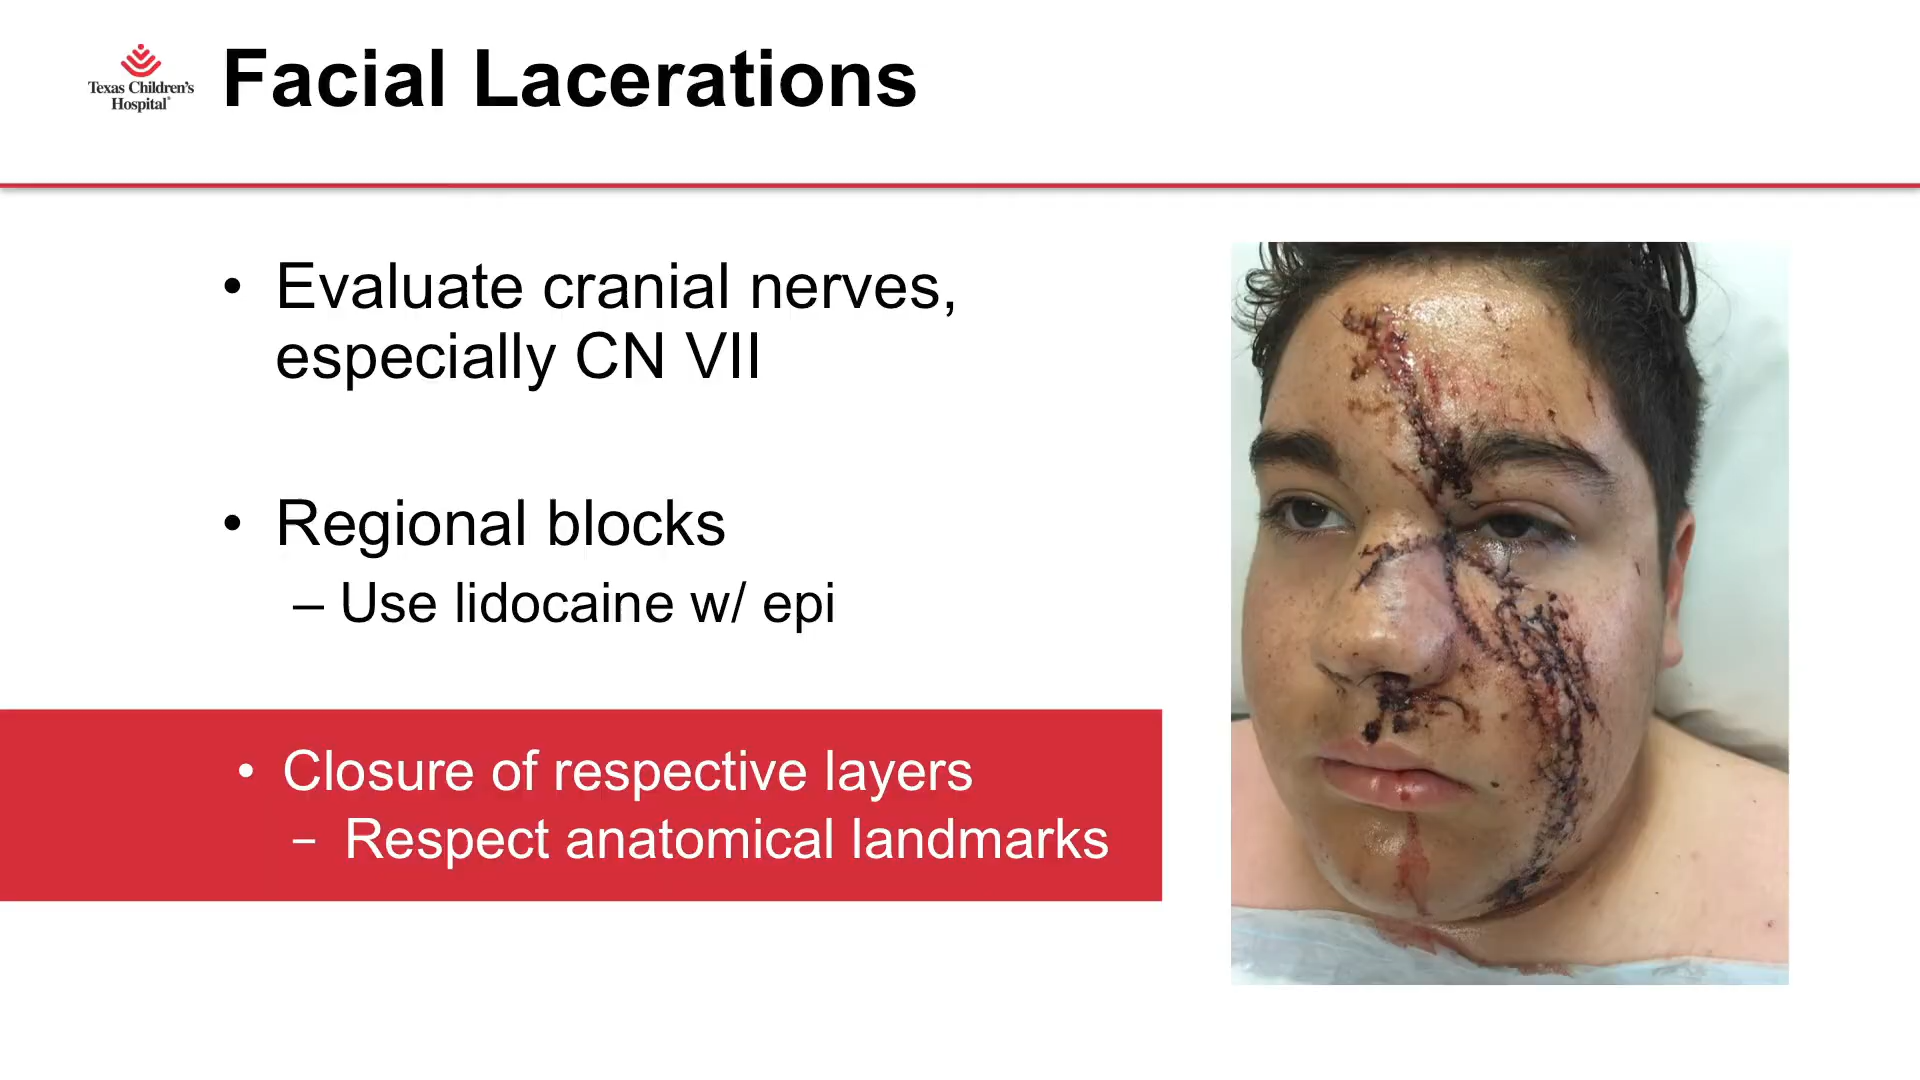 Texas Children's
Hospital®
Facial Lacerations
• Evaluate cranial nerves,
especially CN VII
• Regional blocks
– Use lidocaine w/ epi
• Closure of respective layers
– Respect anatomical landmarks